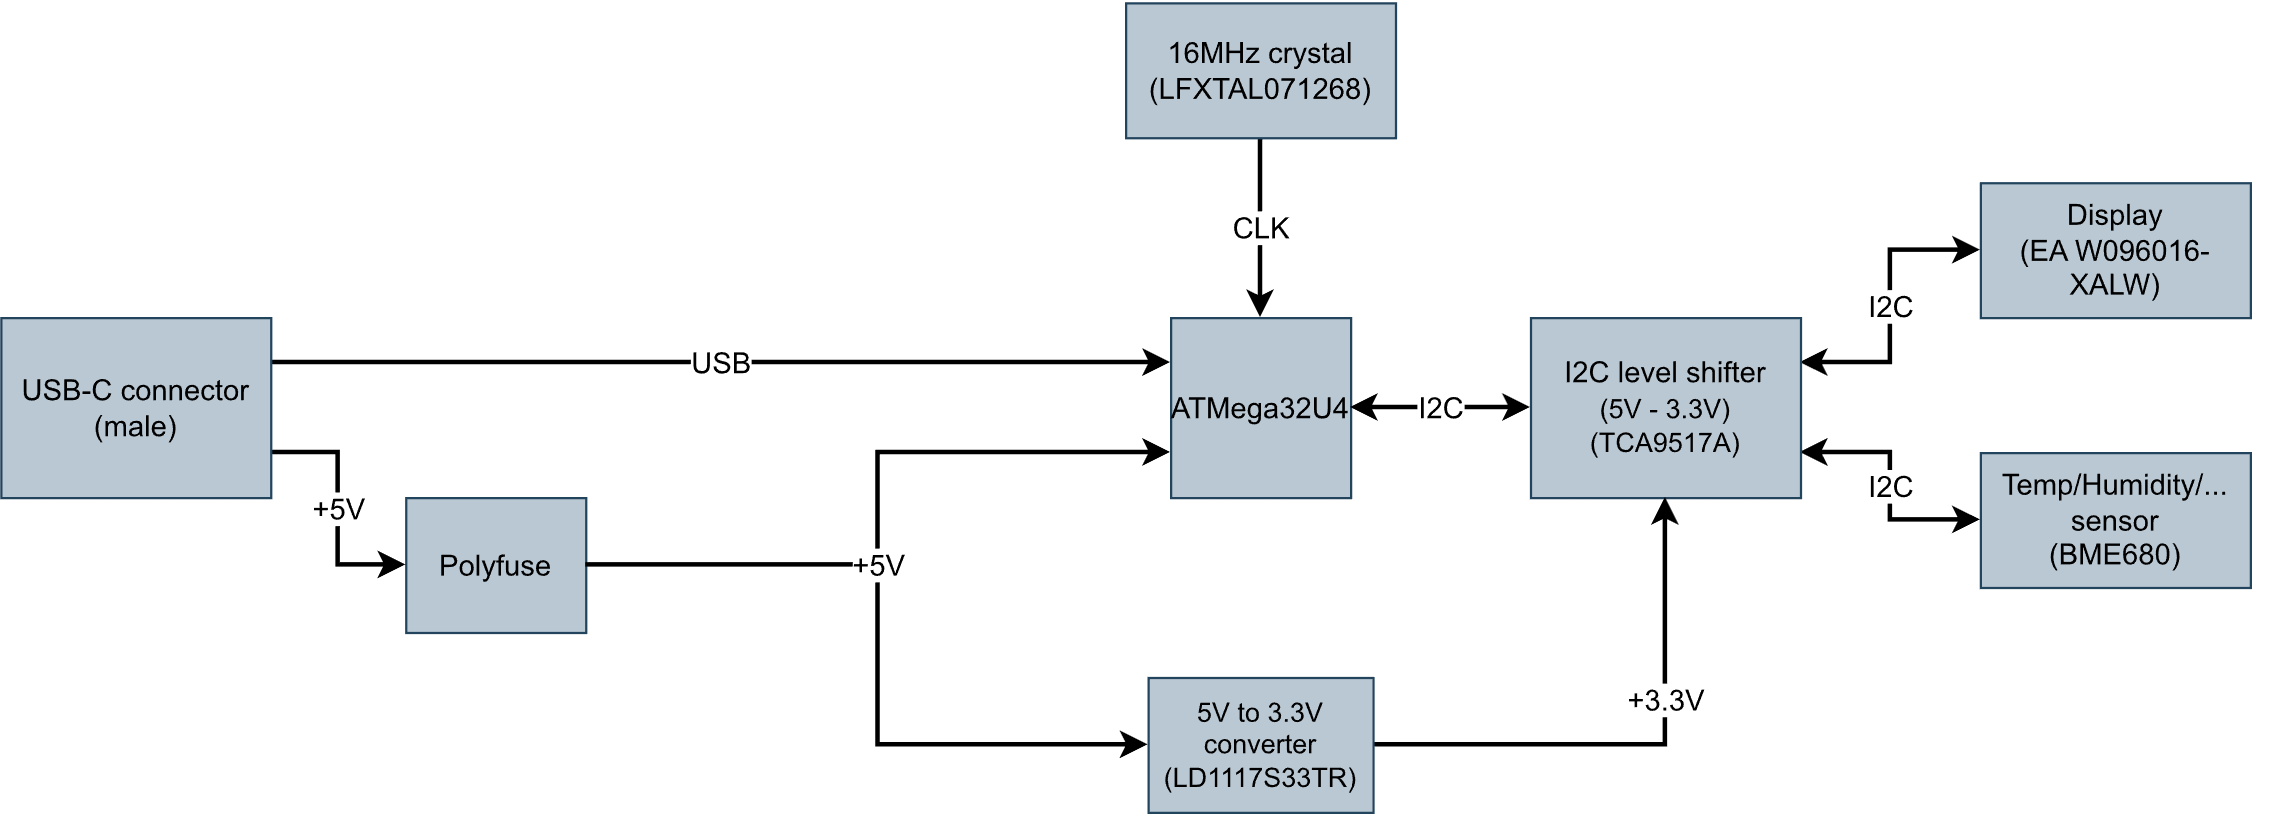 16MHz crystal
(LFXTAL071268)
CLK
Display
(EA W096016-
XALW)
I2C
USB-C connector
(male)
USB
ATMega32U4
I2C
I2C level shifter
(5V - 3.3V)
(TCA9517A)
I2C
Temp/Humidity/...
sensor
(BME680)
+5V
Polyfuse
+5V
+3.3V
5V to 3.3V
converter
(LD1117S33TR)